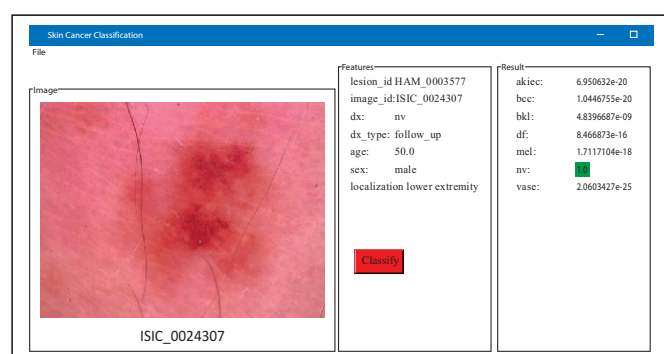 Skin Cancer Classification
File
Image
ISIC_0024307
Features
lesion_id HAM_0003577
image_id:ISIC_0024307
dx: nv
dx_type: follow_up
age: 50.0
sex: male
localization lower extremity
Classify
Result
akiec: 6.950632e-20
bcc: 1.0446755e-20
bkl: 4.8396687e-09
df: 8.466873e-16
mel: 1.7117104e-18
nv: 1.0
vase: 2.0603427e-25